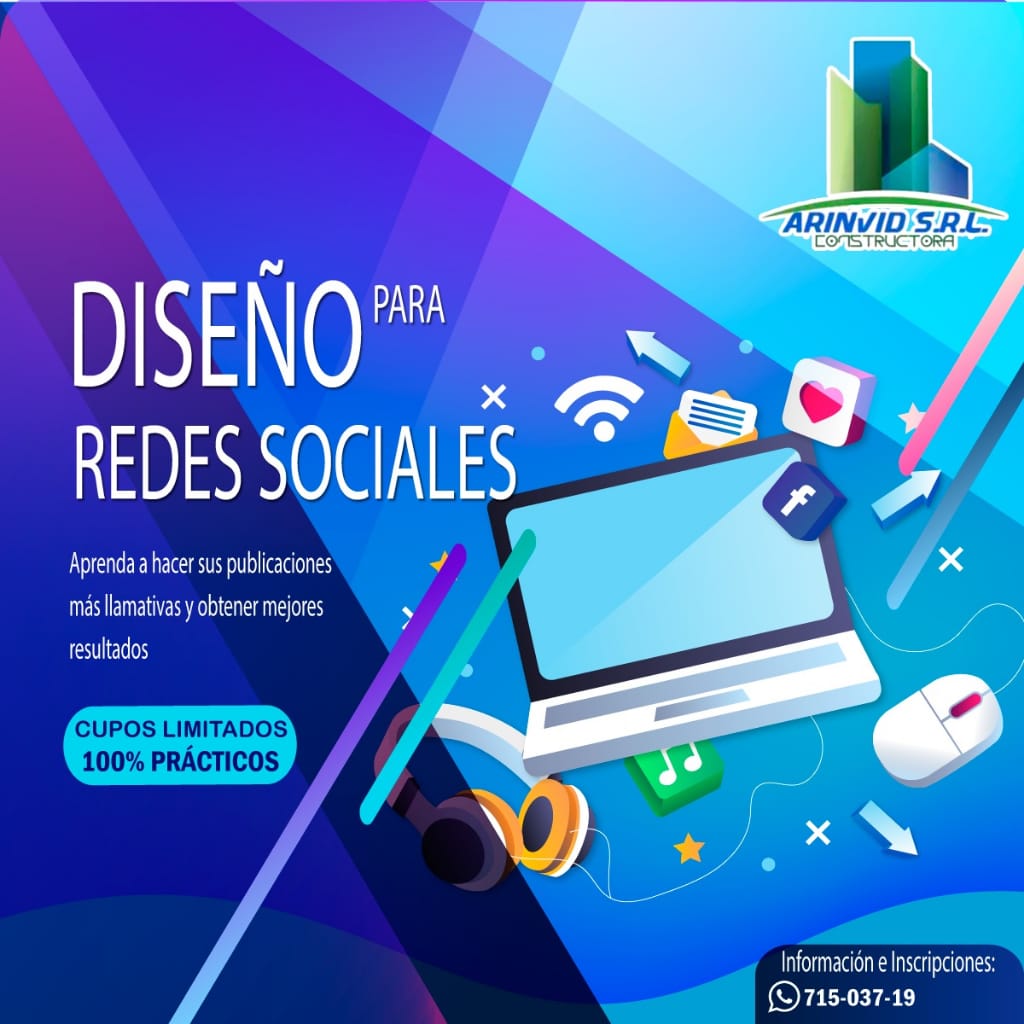 ARINVID S.R.L.
CONSTRUCTORA
DISEÑO PARA
REDES SOCIALES
Aprenda a hacer sus publicaciones
más llamativas y obtener mejores
resultados
CUPOS LIMITADOS
100% PRÁCTICOS
Información e Inscripciones:
715-037-19